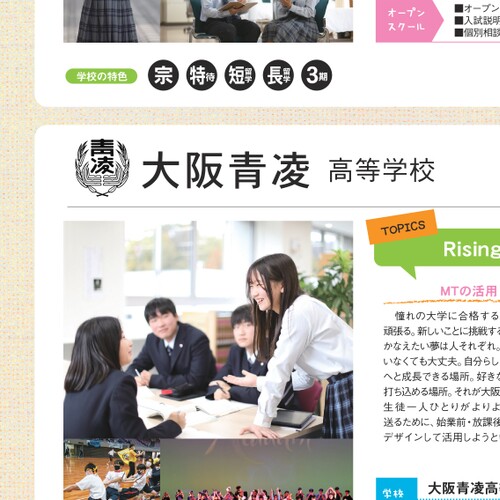 オープン
スクール
■オープン
■入試説明
■個別相談
学校の特色
宗 特待 短留学 長留学 3期
青凌
大阪青凌 高等学校
TOPICS
Rising
MTの活用
憧れの大学に合格する
頑張る。新しいことに挑戦する
かなえたい夢は人それぞれ。
いなくても大丈夫。自分らし
へと成長できる場所。好きな
打ち込める場所。それが大阪
生徒一人ひとりがよりよ
送るために、始業前・放課後
デザインして活用しようとい
学校
大阪青凌高